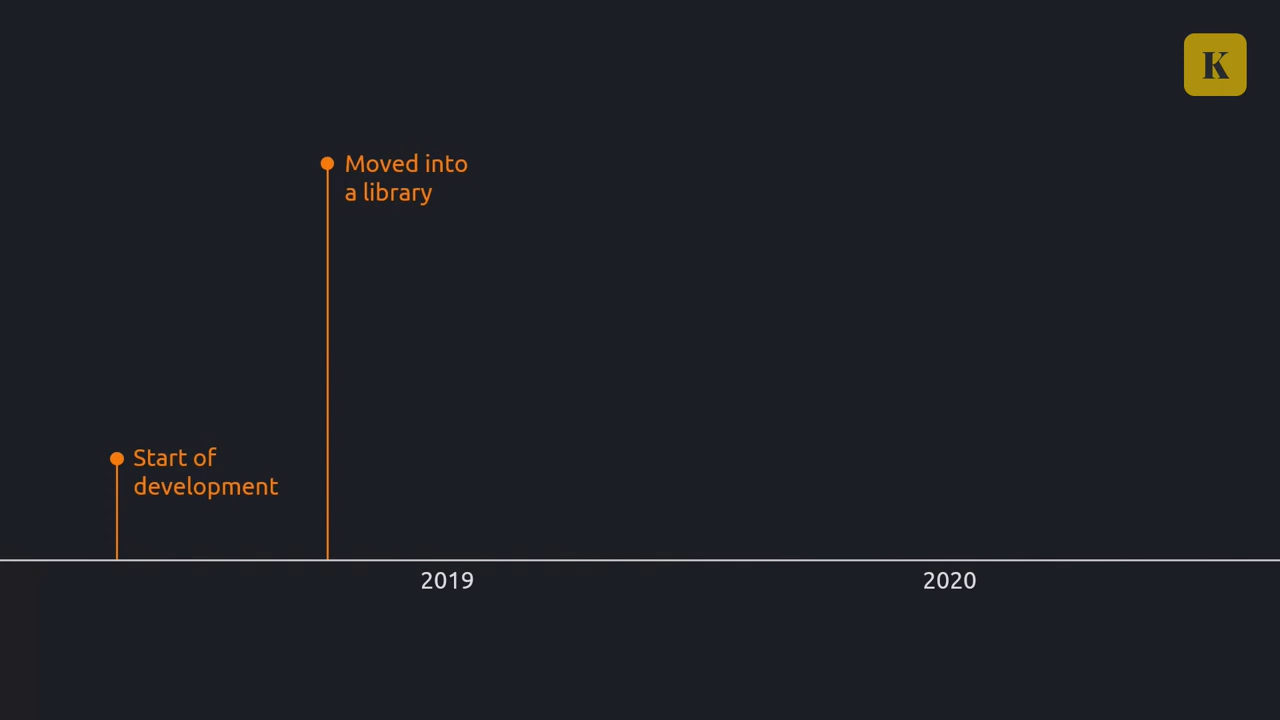 K
Moved into
a library
Start of
development
2019
2020